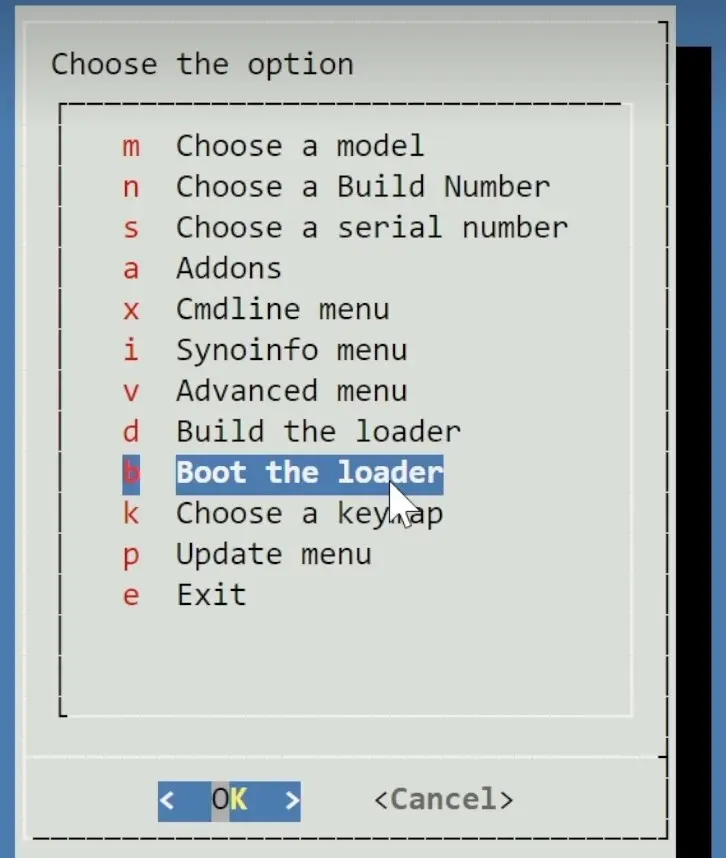 Choose the option
m Choose a model
n Choose a Build Number
s Choose a serial number
a Addons
x Cmdline menu
i Synoinfo menu
v Advanced menu
d Build the loader
b Boot the loader
k Choose a keymap
p Update menu
e Exit
< OK > <Cancel>